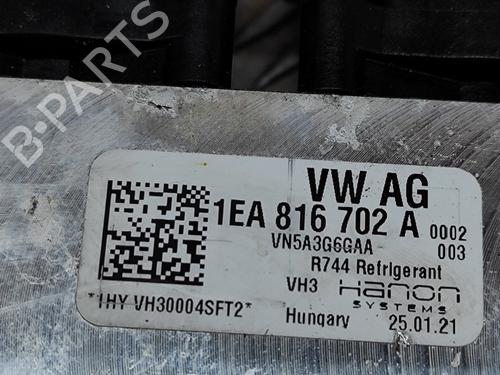 B-PARTS
VW AG
1EA 816 702 A 0002
VN5A3G6GAA 003
R744 Refrigerant
VH3 Hanon
SYSTEMS
*1HY VH30004SFT2* Hungary 25.01.21